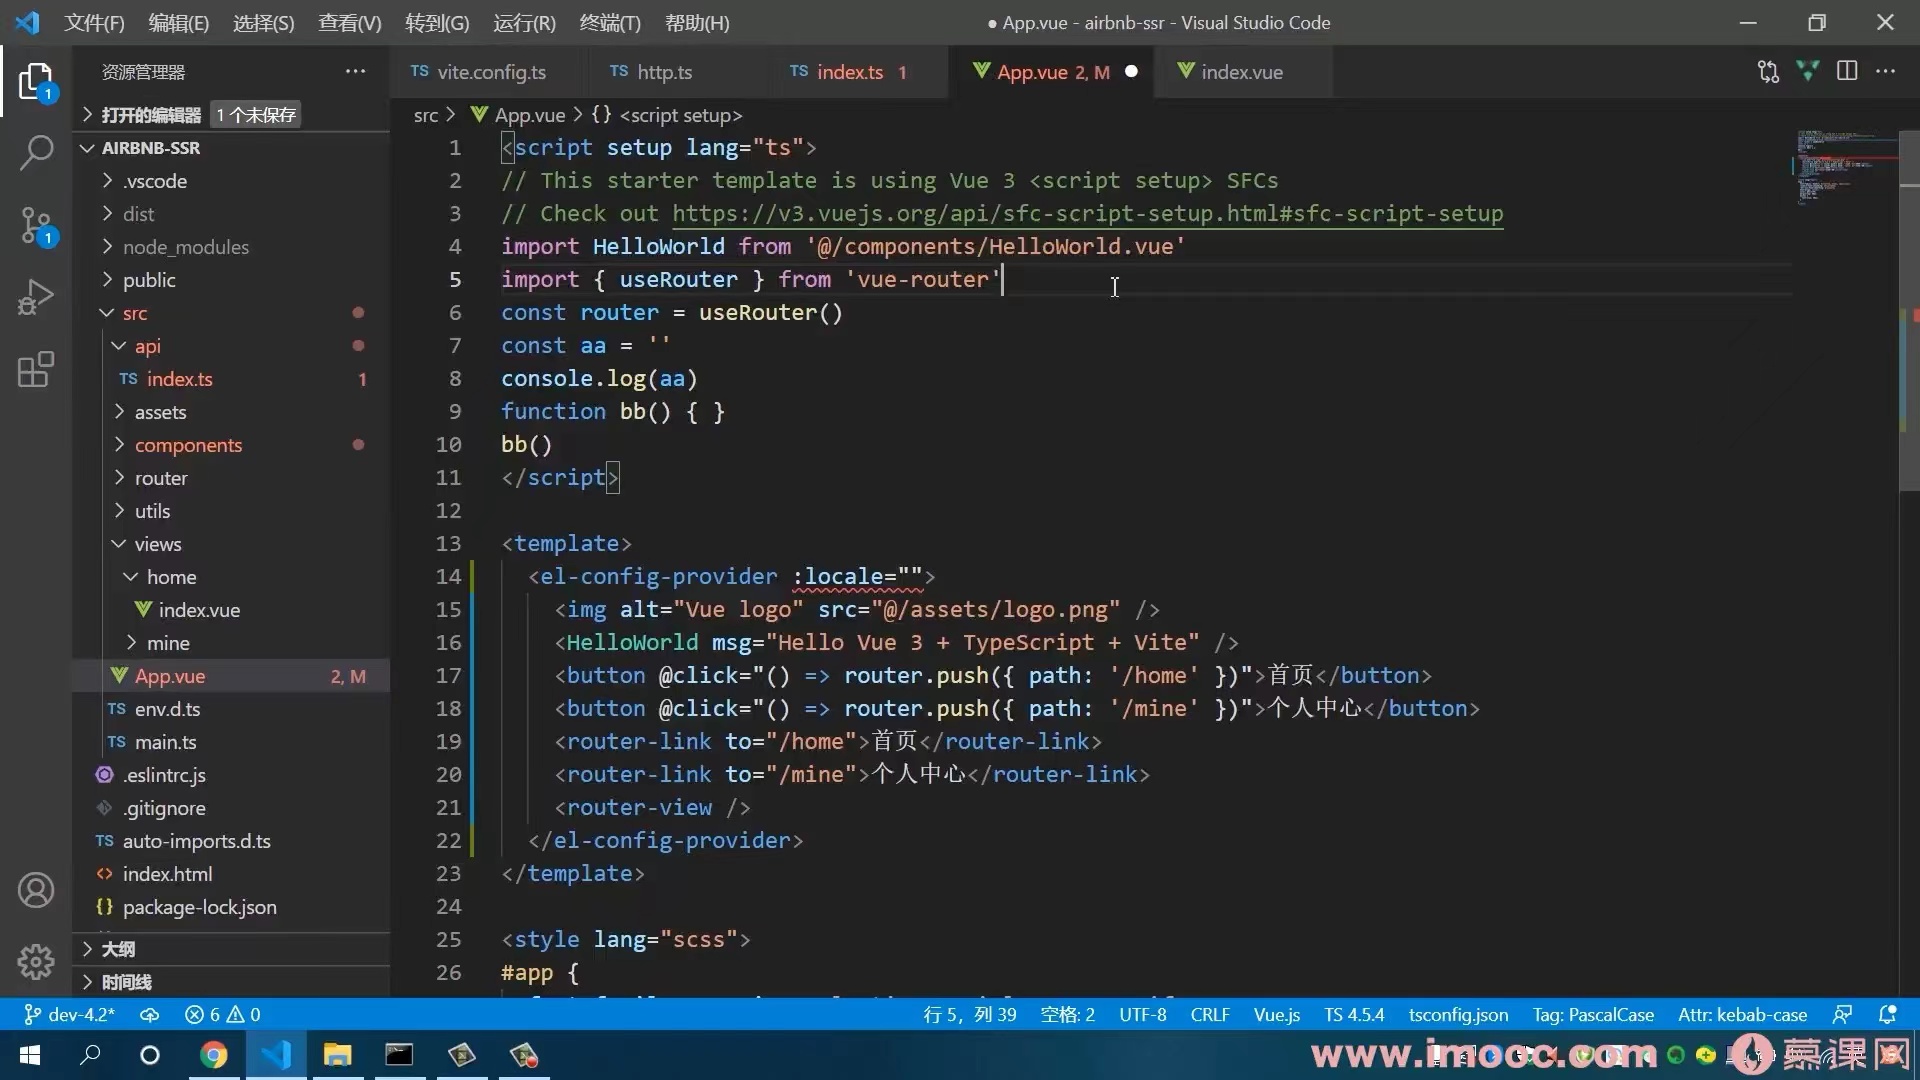 文件(F) 编辑(E) 选择(S) 查看(V) 转到(G) 运行(R) 终端(T) 帮助(H)
● App.vue - airbnb-ssr - Visual Studio Code
资源管理器
打开的编辑器 1 个未保存
AIRBNB-SSR
.vscode
dist
node_modules
public
src
api
TS index.ts 1
assets
components
router
utils
views
home
index.vue
mine
App.vue 2, M
TS env.d.ts
TS main.ts
.eslintrc.js
.gitignore
TS auto-imports.d.ts
index.html
{} package-lock.json
大纲
时间线
1
1
TS vite.config.ts
TS http.ts
TS index.ts 1
App.vue 2, M
index.vue
src > App.vue > {} <script setup>
1 <script setup lang="ts">
2 // This starter template is using Vue 3 <script setup> SFCs
3 // Check out https://v3.vuejs.org/api/sfc-script-setup.html#sfc-script-setup
4 import HelloWorld from '@/components/HelloWorld.vue'
5 import { useRouter } from 'vue-router'
6 const router = useRouter()
7 const aa = ''
8 console.log(aa)
9 function bb() { }
10 bb()
11 </script>
12
13 <template>
14 <el-config-provider :locale="">
15 <img alt="Vue logo" src="@/assets/logo.png" />
16 <HelloWorld msg="Hello Vue 3 + TypeScript + Vite" />
17 <button @click="() => router.push({ path: '/home' })">首页</button>
18 <button @click="() => router.push({ path: '/mine' })">个人中心</button>
19 <router-link to="/home">首页</router-link>
20 <router-link to="/mine">个人中心</router-link>
21 <router-view />
22 </el-config-provider>
23 </template>
24
25 <style lang="scss">
26 #app {
dev-4.2* 6 0
行 5，列 39 空格: 2 UTF-8 CRLF Vue.js TS 4.5.4 tsconfig.json Tag: PascalCase Attr: kebab-case
www.imooc.com 慕课网